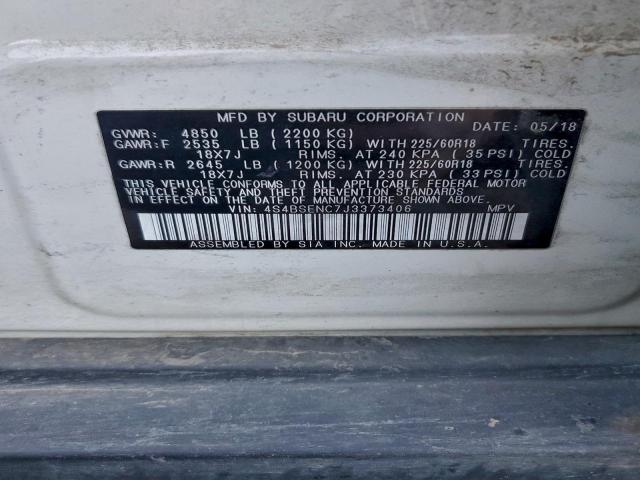 MFD BY SUBARU CORPORATION
GVWR: 4850 LB (2200 KG) DATE: 05/18
GAWR:F 2535 LB (1150 KG) WITH 225/60R18 TIRES.
18X7J RIMS. AT 240 KPA (35 PSI) COLD
GAWR:R 2645 LB (1200 KG) WITH 225/60R18 TIRES.
18X7J RIMS. AT 230 KPA (33 PSI) COLD
THIS VEHICLE CONFORMS TO ALL APPLICABLE FEDERAL MOTOR
VEHICLE SAFETY AND THEFT PREVENTION STANDARDS IN EFFECT
ON THE DATE OF MANUFACTURE SHOWN ABOVE.
VIN: 4S4BSENC7J3373406 MPV
ASSEMBLED BY SIA INC. MADE IN U.S.A.